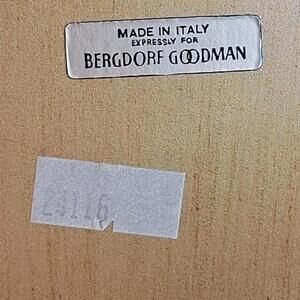 MADE IN ITALY
EXPRESSLY FOR
BERGDORF GOODMAN
24116